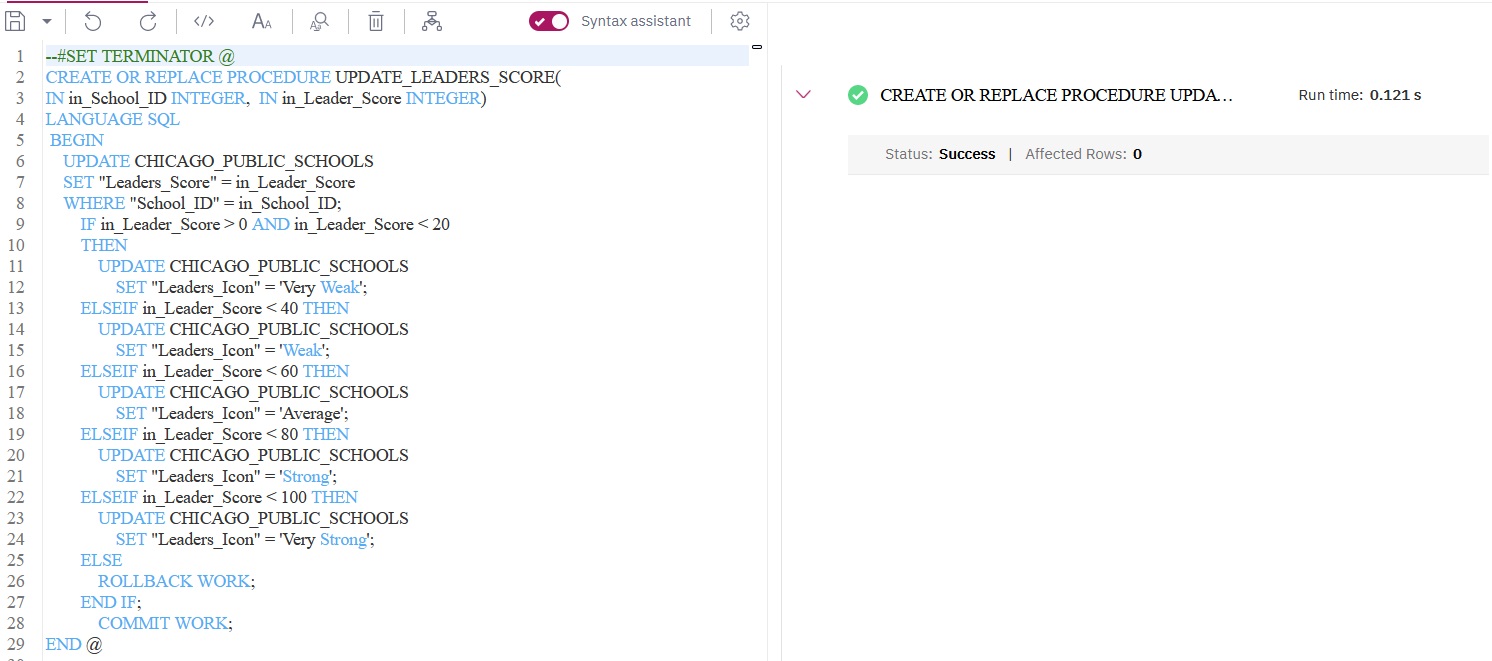 </> AA Syntax assistant
1 --#SET TERMINATOR @
2 CREATE OR REPLACE PROCEDURE UPDATE_LEADERS_SCORE(
3 IN in_School_ID INTEGER, IN in_Leader_Score INTEGER)
4 LANGUAGE SQL
5 BEGIN
6 UPDATE CHICAGO_PUBLIC_SCHOOLS
7 SET "Leaders_Score" = in_Leader_Score
8 WHERE "School_ID" = in_School_ID;
9 IF in_Leader_Score > 0 AND in_Leader_Score < 20
10 THEN
11 UPDATE CHICAGO_PUBLIC_SCHOOLS
12 SET "Leaders_Icon" = 'Very Weak';
13 ELSEIF in_Leader_Score < 40 THEN
14 UPDATE CHICAGO_PUBLIC_SCHOOLS
15 SET "Leaders_Icon" = 'Weak';
16 ELSEIF in_Leader_Score < 60 THEN
17 UPDATE CHICAGO_PUBLIC_SCHOOLS
18 SET "Leaders_Icon" = 'Average';
19 ELSEIF in_Leader_Score < 80 THEN
20 UPDATE CHICAGO_PUBLIC_SCHOOLS
21 SET "Leaders_Icon" = 'Strong';
22 ELSEIF in_Leader_Score < 100 THEN
23 UPDATE CHICAGO_PUBLIC_SCHOOLS
24 SET "Leaders_Icon" = 'Very Strong';
25 ELSE
26 ROLLBACK WORK;
27 END IF;
28 COMMIT WORK;
29 END @
CREATE OR REPLACE PROCEDURE UPDA... Run time: 0.121 s
Status: Success | Affected Rows: 0